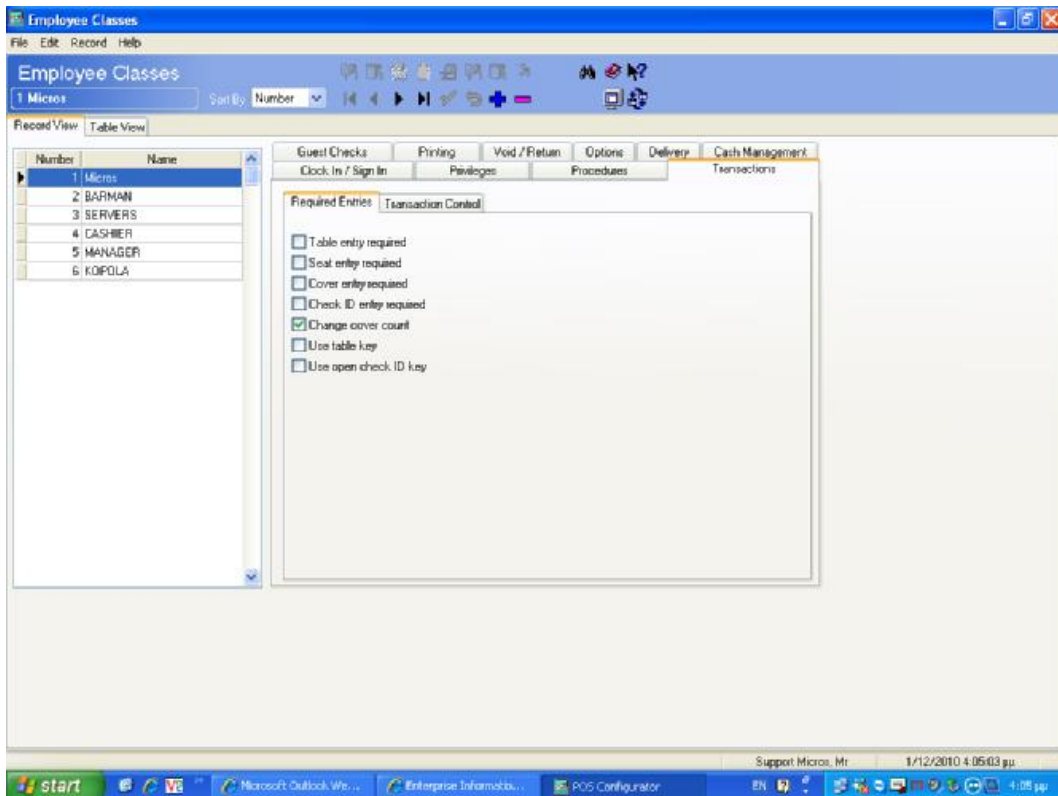 Employee Classes
File Edit Record Help
Employee Classes
1 Micros
Sort By Number
Record View Table View
Number Name
1 Micros
2 BARMAN
3 SERVERS
4 CASHIER
5 MANAGER
6 KOPOLA
Guest Checks Printing Void / Return Options Delivery Cash Management
Clock In / Sign In Privileges Procedures Transactions
Required Entries Transaction Control
Table entry required
Seat entry required
Cover entry required
Check ID entry required
Change cover count
Use table key
Use open check ID key
Support Micros, Mr 1/12/2010 4:05:03 μμ
start Microsoft Outlook We... Enterprise Informatio... POS Configurator EN 4:05 μμ